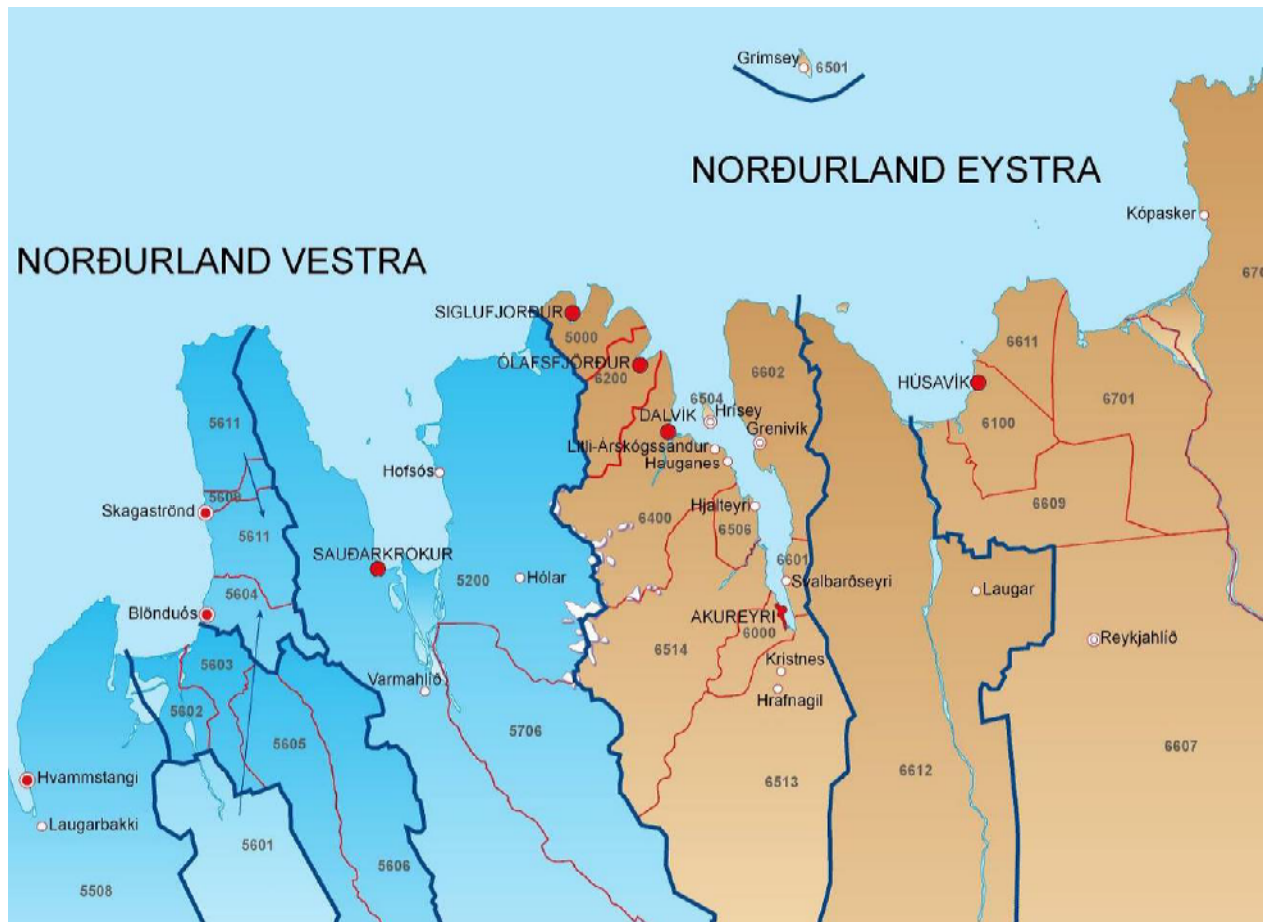 Grímsey
6501
NORÐURLAND EYSTRA
Kópasker
NORÐURLAND VESTRA
SIGLUFJÖRÐUR
5000
ÓLAFSFJÖRÐUR
6200
6602
6611
HÚSAVÍK
6100
6701
6504
Hrísey
DALVÍK
Grenivík
Litli-Árskógssandur
Hauganes
5611
Hofsós
Skagaströnd
5609
Hjalteyri
6400
6506
6609
5611
SAUÐÁRKRÓKUR
5200
Hólar
6601
Svalbarðseyri
Laugar
5604
Blönduós
AKUREYRI
6000
6514
Reykjahlíð
5603
Kristnes
Varmahlíð
Hrafnagil
5602
5605
5706
6607
Hvammstangi
6513
6612
Laugarbakki
5601
5606
5508